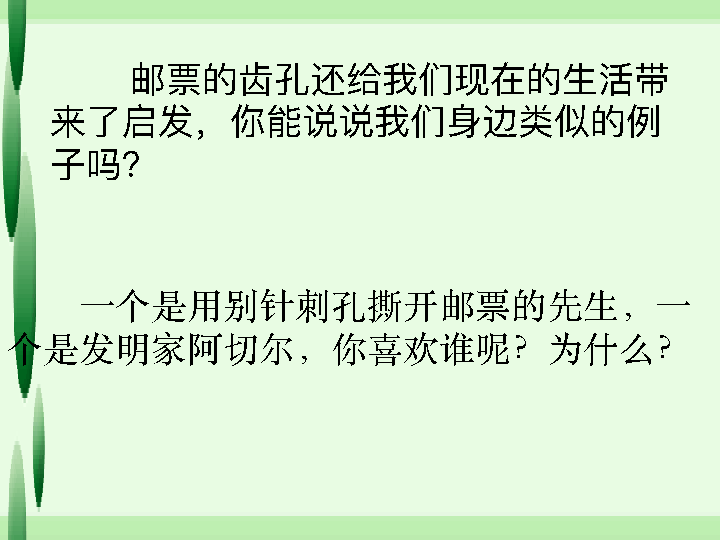 邮票的齿孔还给我们现在的生活带
来了启发，你能说说我们身边类似的例
子吗？
一个是用别针刺孔撕开邮票的先生，一
个是发明家阿切尔，你喜欢谁呢？为什么？